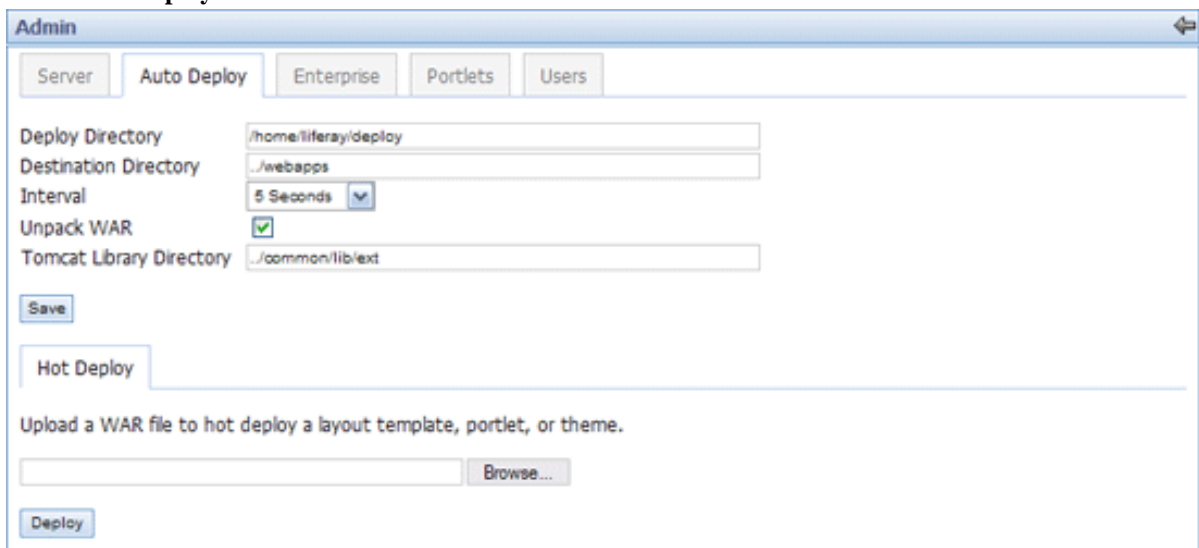 Admin
Server Auto Deploy Enterprise Portlets Users
Deploy Directory /home/liferay/deploy
Destination Directory ../webapps
Interval 5 Seconds
Unpack WAR
Tomcat Library Directory ../common/lib/ext
Save
Hot Deploy
Upload a WAR file to hot deploy a layout template, portlet, or theme.
Browse...
Deploy